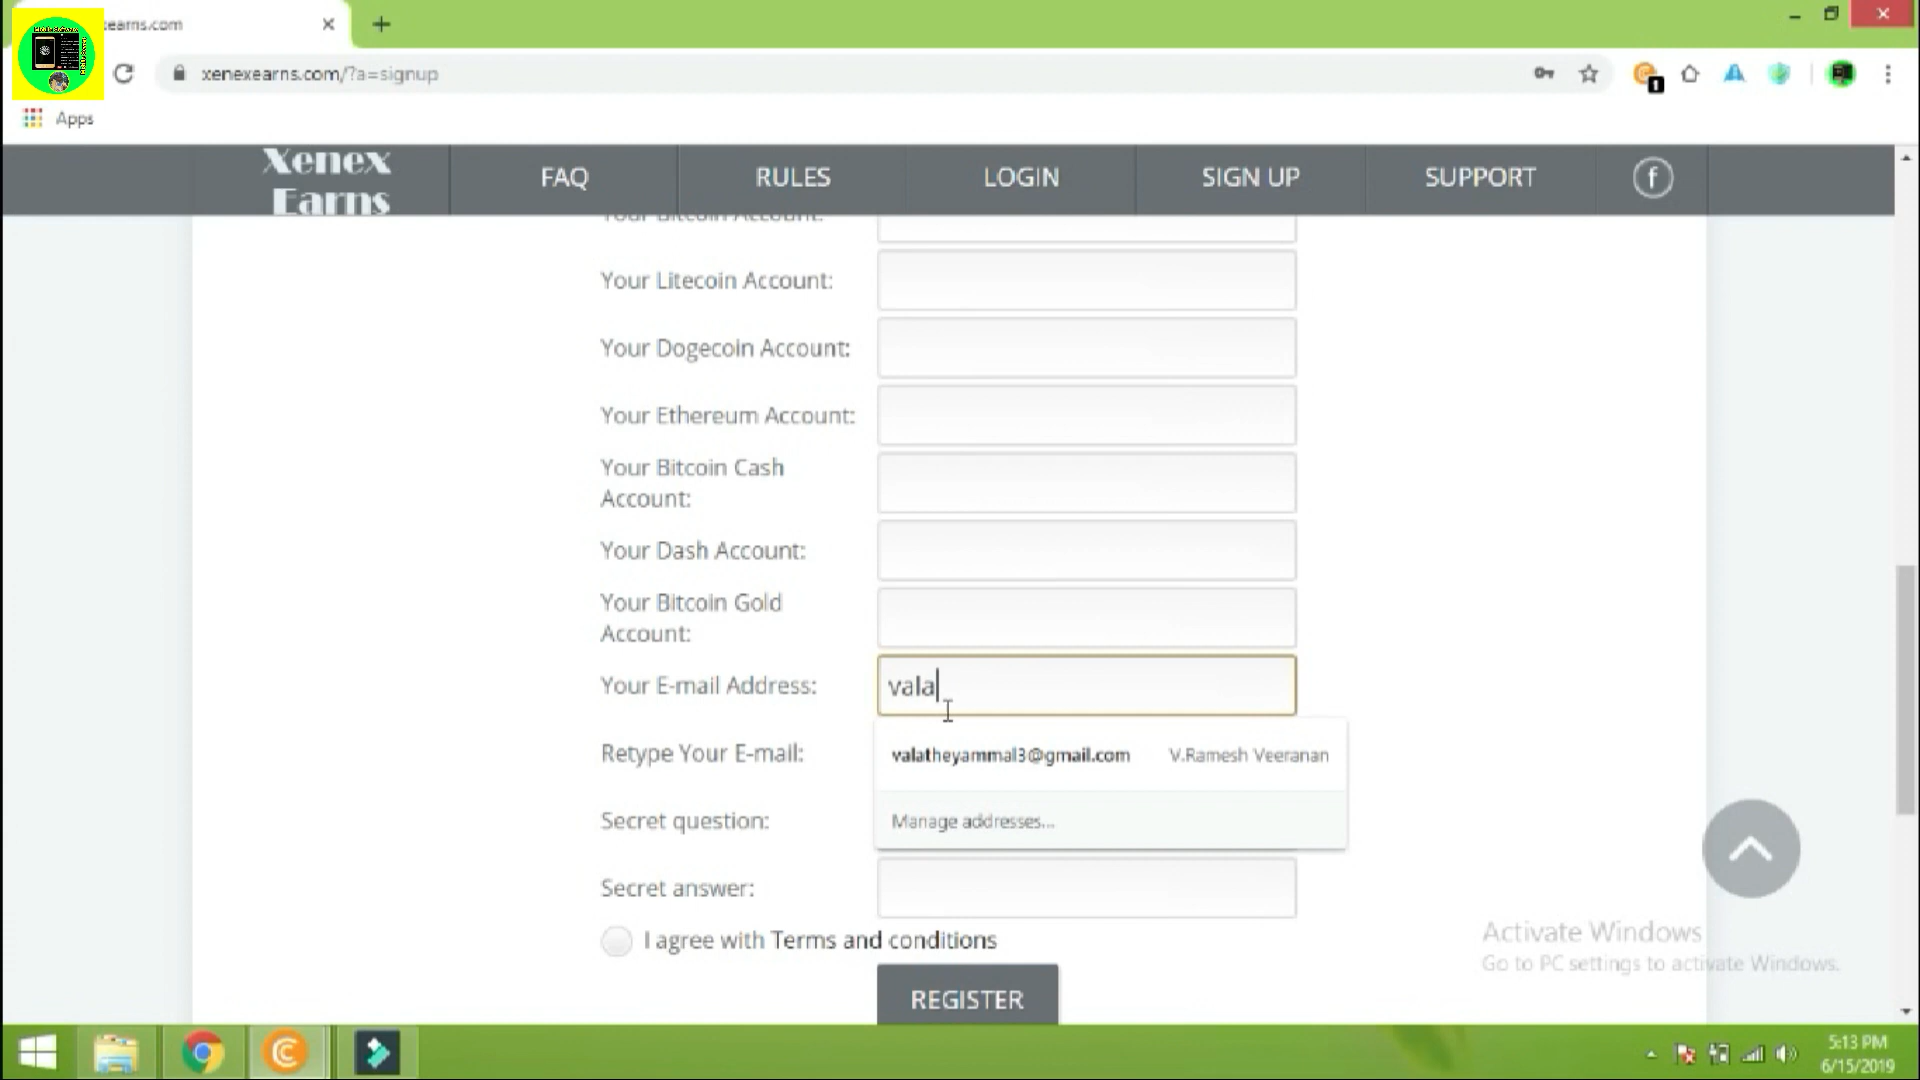 earns.com
xenexearns.com/?a=signup
Apps
Xenex
Earns
FAQ
RULES
LOGIN
SIGN UP
SUPPORT
f
Your Bitcoin Account:
Your Litecoin Account:
Your Dogecoin Account:
Your Ethereum Account:
Your Bitcoin Cash
Account:
Your Dash Account:
Your Bitcoin Gold
Account:
Your E-mail Address:
vala
Retype Your E-mail:
valatheyammal3@gmail.com V.Ramesh Veeranan
Manage addresses...
Secret question:
Secret answer:
I agree with Terms and conditions
REGISTER
Activate Windows
Go to PC settings to activate Windows.
5:13 PM
6/15/2019